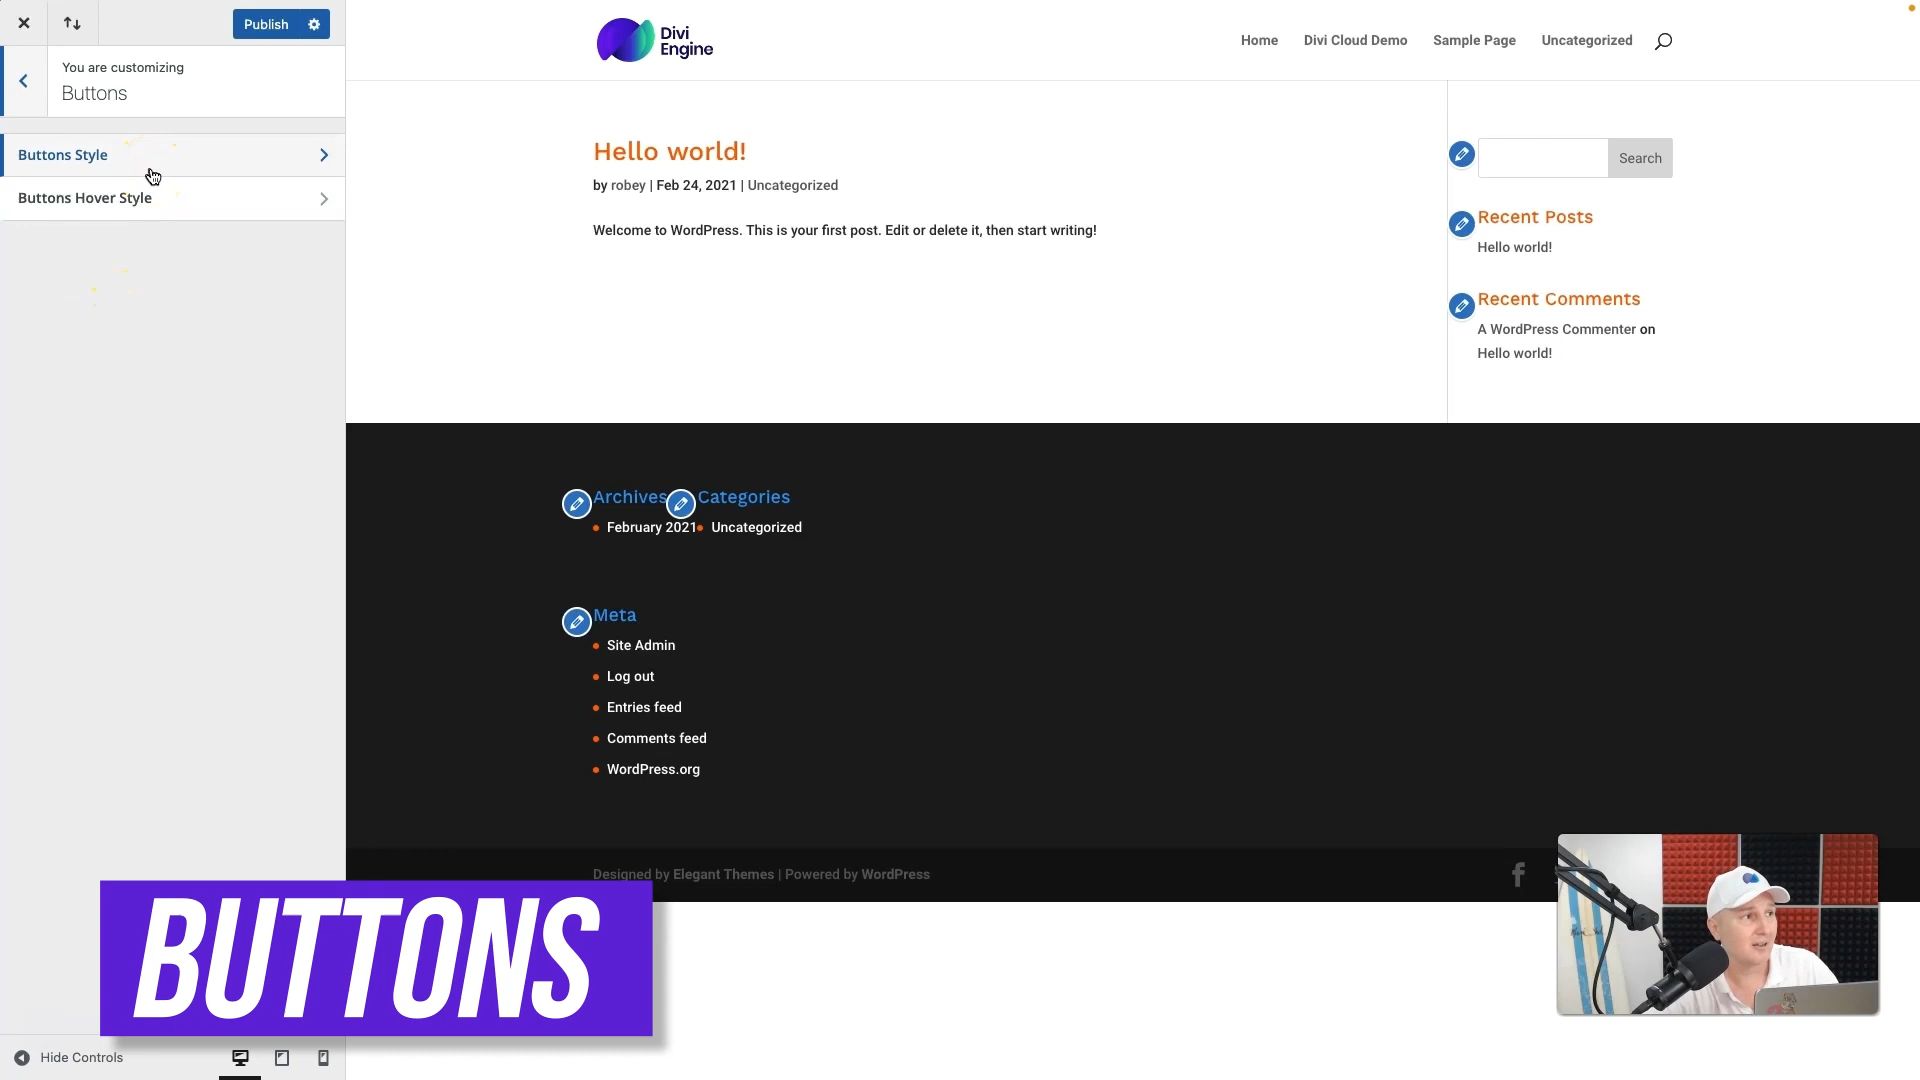 Publish
You are customizing
Buttons
Buttons Style
Buttons Hover Style
Divi
Engine
Home Divi Cloud Demo Sample Page Uncategorized
Hello world!
by robey | Feb 24, 2021 | Uncategorized
Welcome to WordPress. This is your first post. Edit or delete it, then start writing!
Search
Recent Posts
Hello world!
Recent Comments
A WordPress Commenter on
Hello world!
Archives Categories
February 2021 Uncategorized
Meta
Site Admin
Log out
Entries feed
Comments feed
WordPress.org
Designed by Elegant Themes | Powered by WordPress
BUTTONS
Hide Controls